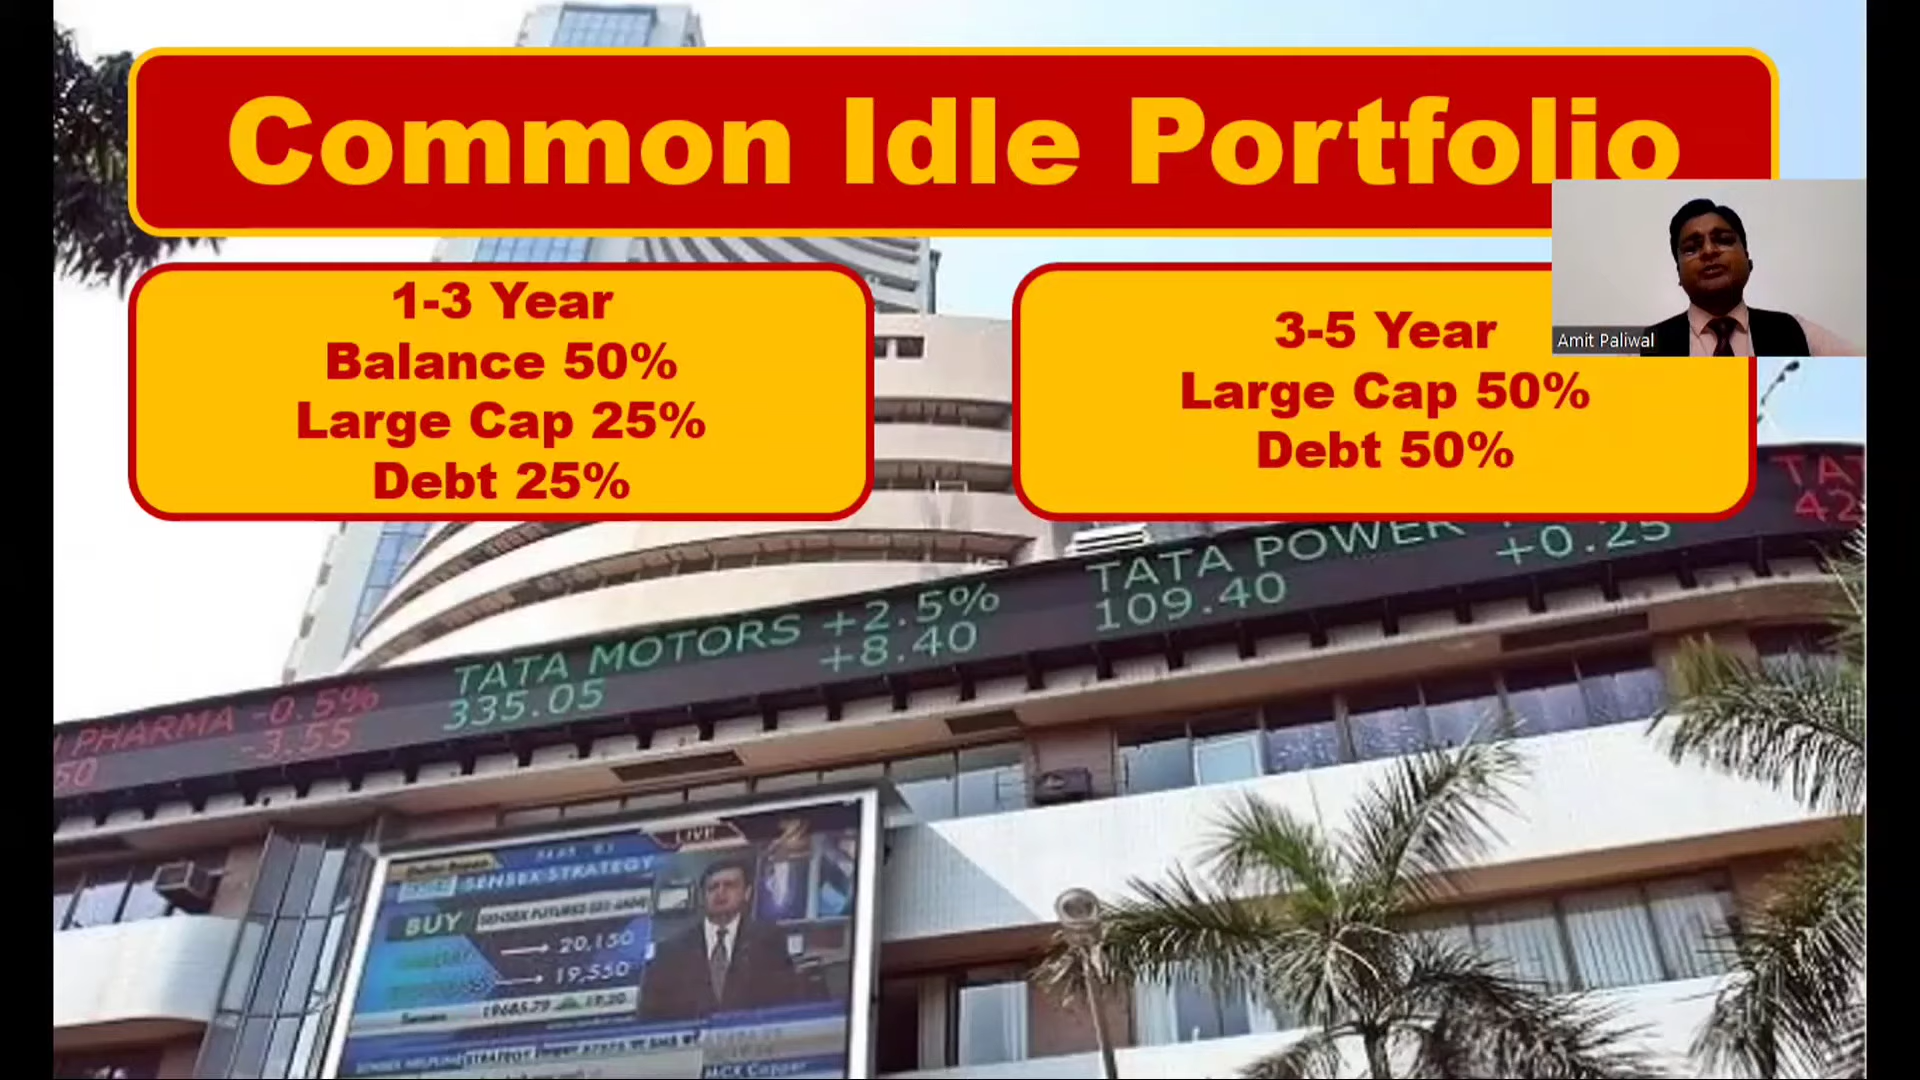 Common Idle Portfolio
1-3 Year
Balance 50%
Large Cap 25%
Debt 25%
3-5 Year
Large Cap 50%
Debt 50%
Amit Paliwal
TATA POWER
109.40
+0.25
TATA MOTORS +2.5%
335.05 +8.40
PHARMA -0.5%
-3.55
LIVE
SENSEX STRATEGY
BUY
20,150
19,550